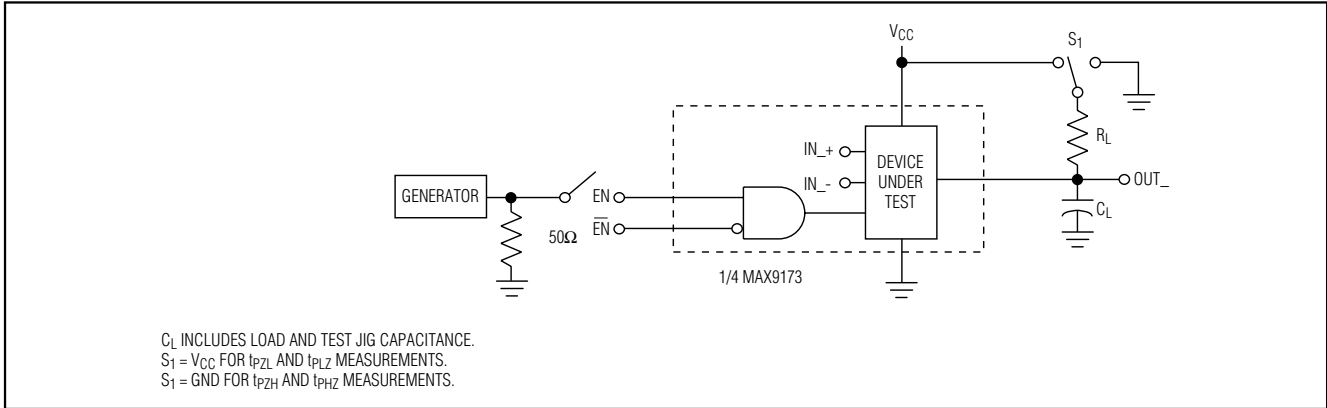 VCC
S1
RL
IN_+
DEVICE
UNDER
TEST
IN_-
OUT_
GENERATOR
EN
CL
50Ω
E̅N̅
1/4 MAX9173
CL INCLUDES LOAD AND TEST JIG CAPACITANCE.
S1 = VCC FOR tPZL AND tPLZ MEASUREMENTS.
S1 = GND FOR tPZH AND tPHZ MEASUREMENTS.